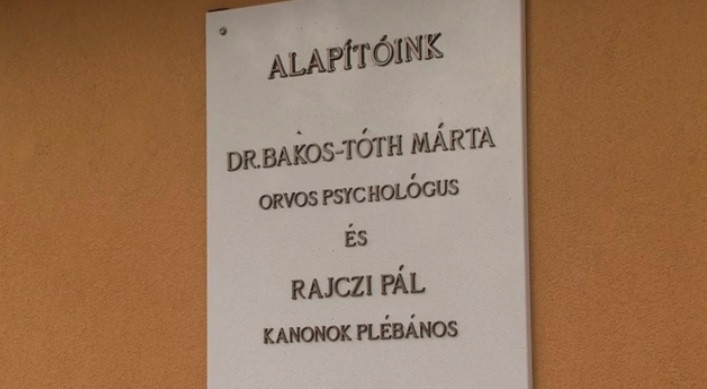 ALAPÍTÓINK
DR. BAKOS-TÓTH MÁRTA
ORVOS PSYCHOLÓGUS
ÉS
RAJCZI PÁL
KANONOK PLÉBÁNOS